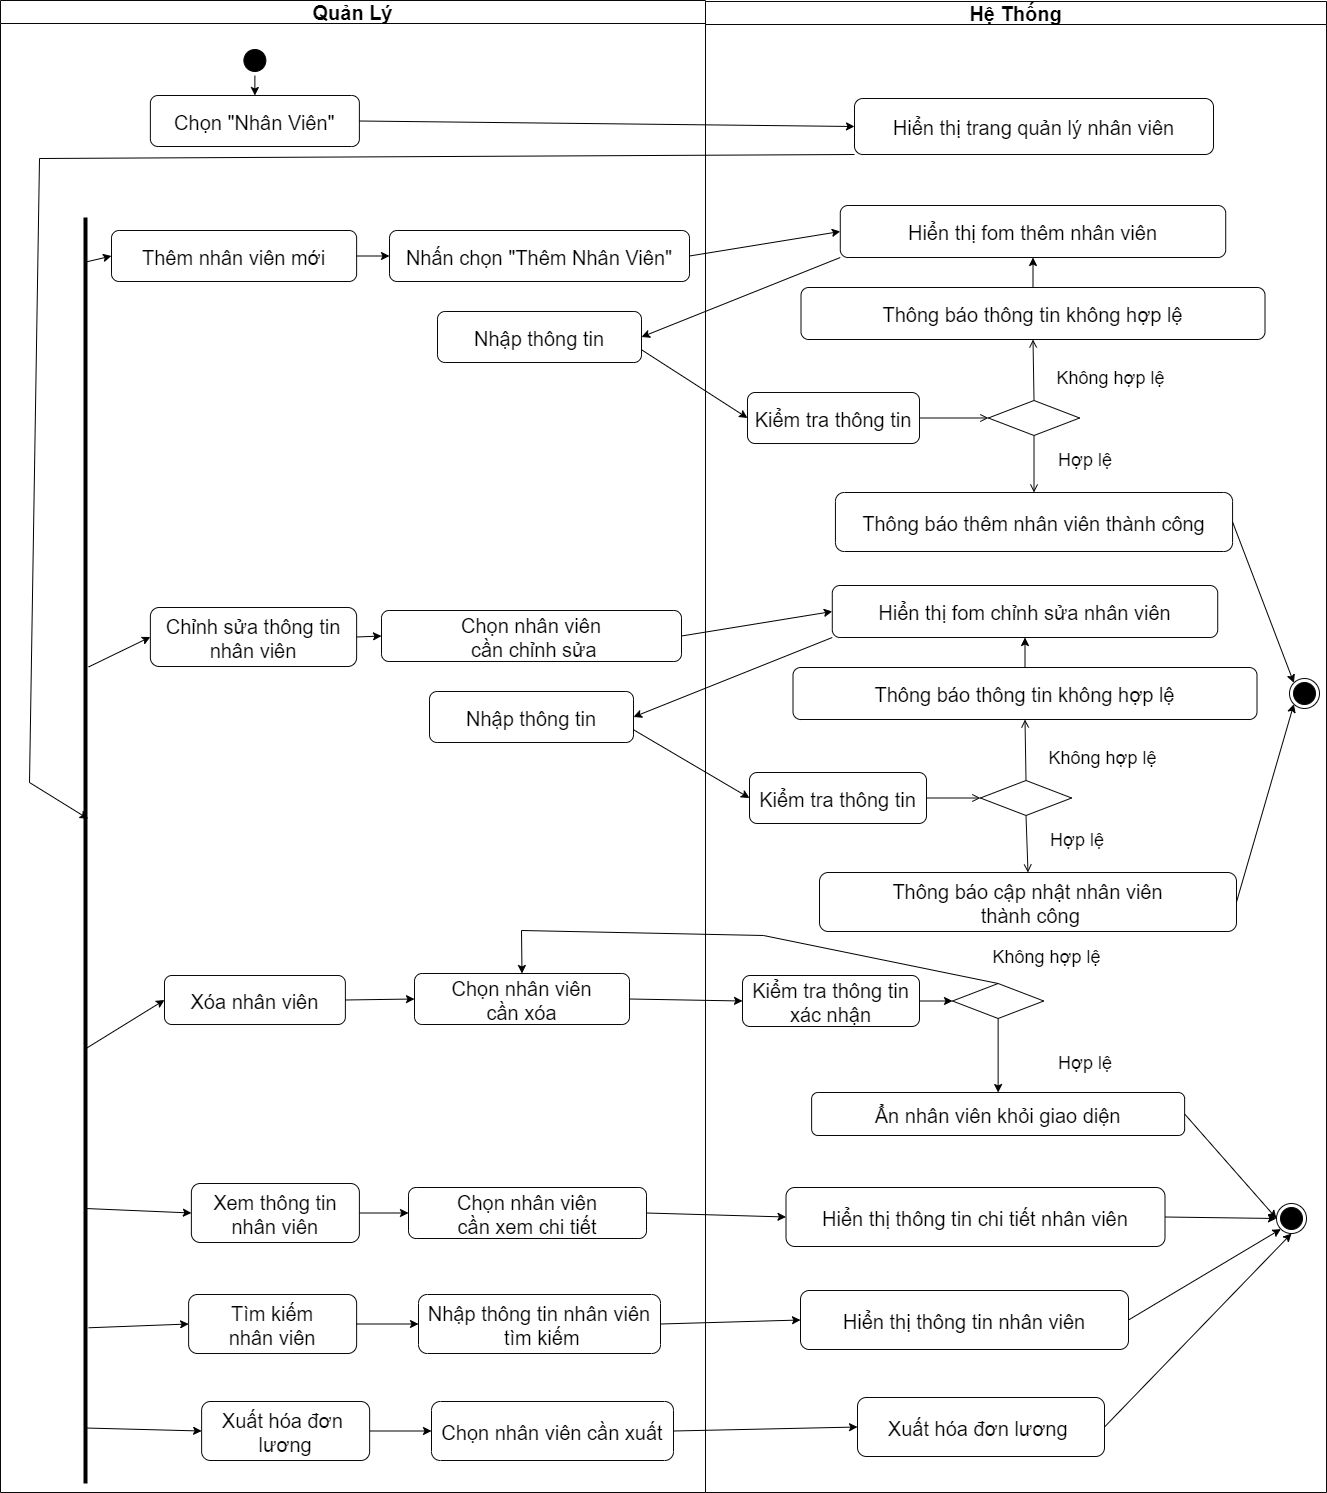 Quản Lý
Hệ Thống
Chọn "Nhân Viên"
Hiển thị trang quản lý nhân viên
Thêm nhân viên mới
Nhấn chọn "Thêm Nhân Viên"
Hiển thị fom thêm nhân viên
Thông báo thông tin không hợp lệ
Nhập thông tin
Không hợp lệ
Kiểm tra thông tin
Hợp lệ
Thông báo thêm nhân viên thành công
Chỉnh sửa thông tin
nhân viên
Chọn nhân viên
cần chỉnh sửa
Hiển thị fom chỉnh sửa nhân viên
Thông báo thông tin không hợp lệ
Nhập thông tin
Không hợp lệ
Kiểm tra thông tin
Hợp lệ
Thông báo cập nhật nhân viên
thành công
Không hợp lệ
Xóa nhân viên
Chọn nhân viên
cần xóa
Kiểm tra thông tin
xác nhận
Hợp lệ
Ẩn nhân viên khỏi giao diện
Xem thông tin
nhân viên
Chọn nhân viên
cần xem chi tiết
Hiển thị thông tin chi tiết nhân viên
Tìm kiếm
nhân viên
Nhập thông tin nhân viên
tìm kiếm
Hiển thị thông tin nhân viên
Xuất hóa đơn
lương
Chọn nhân viên cần xuất
Xuất hóa đơn lương